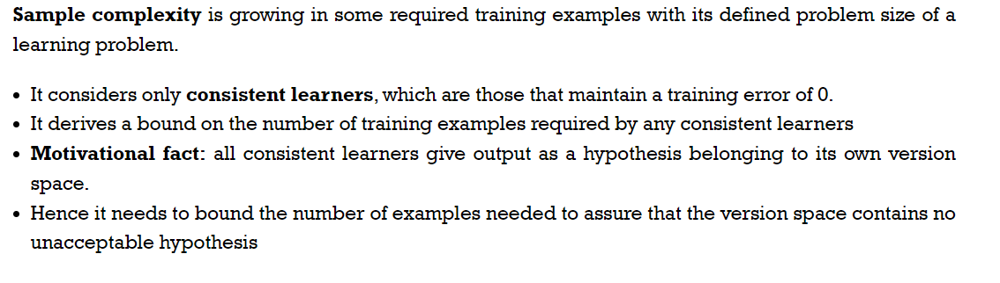 Sample complexity is growing in some required training examples with its defined problem size of a
learning problem.
• It considers only consistent learners, which are those that maintain a training error of 0.
• It derives a bound on the number of training examples required by any consistent learners
• Motivational fact: all consistent learners give output as a hypothesis belonging to its own version
space.
• Hence it needs to bound the number of examples needed to assure that the version space contains no
unacceptable hypothesis